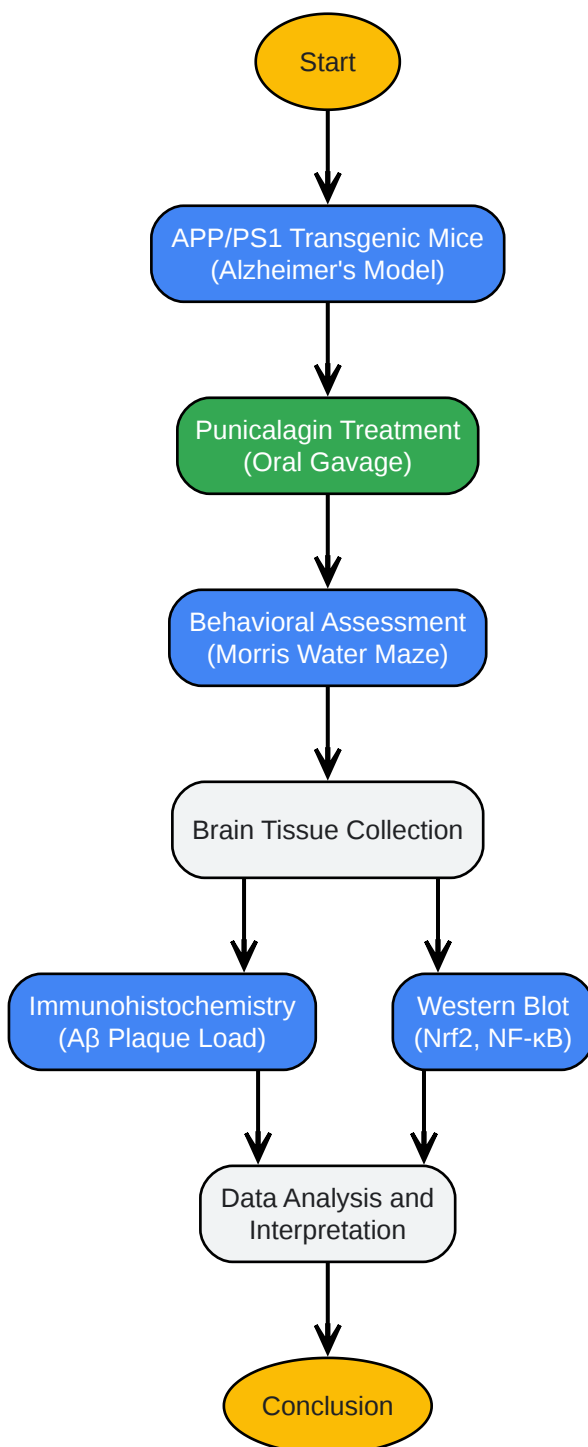 Start
APP/PS1 Transgenic Mice
(Alzheimer's Model)
Punicalagin Treatment
(Oral Gavage)
Behavioral Assessment
(Morris Water Maze)
Brain Tissue Collection
Immunohistochemistry
(Aβ Plaque Load)
Western Blot
(Nrf2, NF-κB)
Data Analysis and
Interpretation
Conclusion